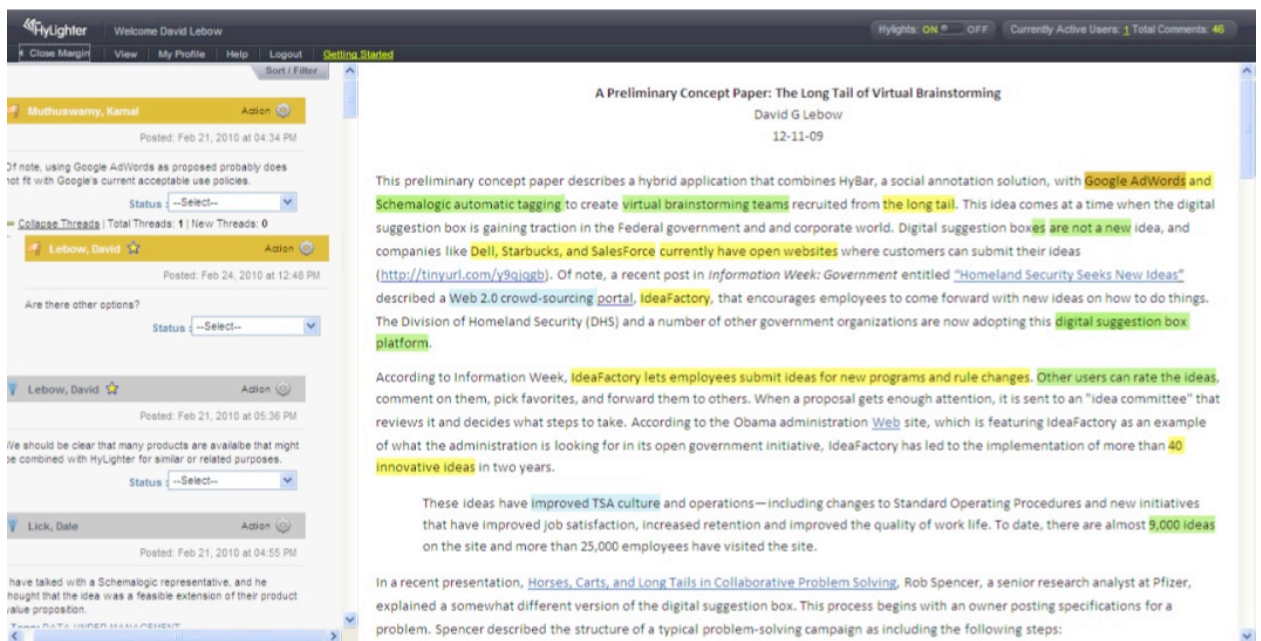 HyLighter
Welcome David Lebow
Hylights: ON OFF
Currently Active Users: 1 Total Comments: 46
Close Margin View My Profile Help Logout Getting Started
Sort / Filter
Muthuswamy, Kamal Action
Posted: Feb 21, 2010 at 04:34 PM
Of note, using Google AdWords as proposed probably does
not fit with Google's current acceptable use policies.
Status : --Select--
Collapse Threads | Total Threads: 1 | New Threads: 0
Lebow, David Action
Posted: Feb 24, 2010 at 12:48 PM
Are there other options?
Status : --Select--
Lebow, David Action
Posted: Feb 21, 2010 at 05:36 PM
We should be clear that many products are availalbe that might
be combined with HyLighter for similar or related purposes.
Status : --Select--
Lick, Dale Action
Posted: Feb 21, 2010 at 04:55 PM
have talked with a Schemalogic representative, and he
thought that the idea was a feasible extension of their product
value proposition.
DATA UNDER MANAGEMENT
A Preliminary Concept Paper: The Long Tail of Virtual Brainstorming
David G Lebow
12-11-09
This preliminary concept paper describes a hybrid application that combines HyBar, a social annotation solution, with Google AdWords and
Schemalogic automatic tagging to create virtual brainstorming teams recruited from the long tail. This idea comes at a time when the digital
suggestion box is gaining traction in the Federal government and and corporate world. Digital suggestion boxes are not a new idea, and
companies like Dell, Starbucks, and SalesForce currently have open websites where customers can submit their ideas
(http://tinyurl.com/y9qjqgb). Of note, a recent post in Information Week: Government entitled "Homeland Security Seeks New Ideas"
described a Web 2.0 crowd-sourcing portal, IdeaFactory, that encourages employees to come forward with new ideas on how to do things.
The Division of Homeland Security (DHS) and a number of other government organizations are now adopting this digital suggestion box
platform.
According to Information Week, IdeaFactory lets employees submit ideas for new programs and rule changes. Other users can rate the ideas,
comment on them, pick favorites, and forward them to others. When a proposal gets enough attention, it is sent to an "idea committee" that
reviews it and decides what steps to take. According to the Obama administration Web site, which is featuring IdeaFactory as an example
of what the administration is looking for in its open government initiative, IdeaFactory has led to the implementation of more than 40
innovative ideas in two years.
These ideas have improved TSA culture and operations—including changes to Standard Operating Procedures and new initiatives
that have improved job satisfaction, increased retention and improved the quality of work life. To date, there are almost 9,000 ideas
on the site and more than 25,000 employees have visited the site.
In a recent presentation, Horses, Carts, and Long Tails in Collaborative Problem Solving, Rob Spencer, a senior research analyst at Pfizer,
explained a somewhat different version of the digital suggestion box. This process begins with an owner posting specifications for a
problem. Spencer described the structure of a typical problem-solving campaign as including the following steps: